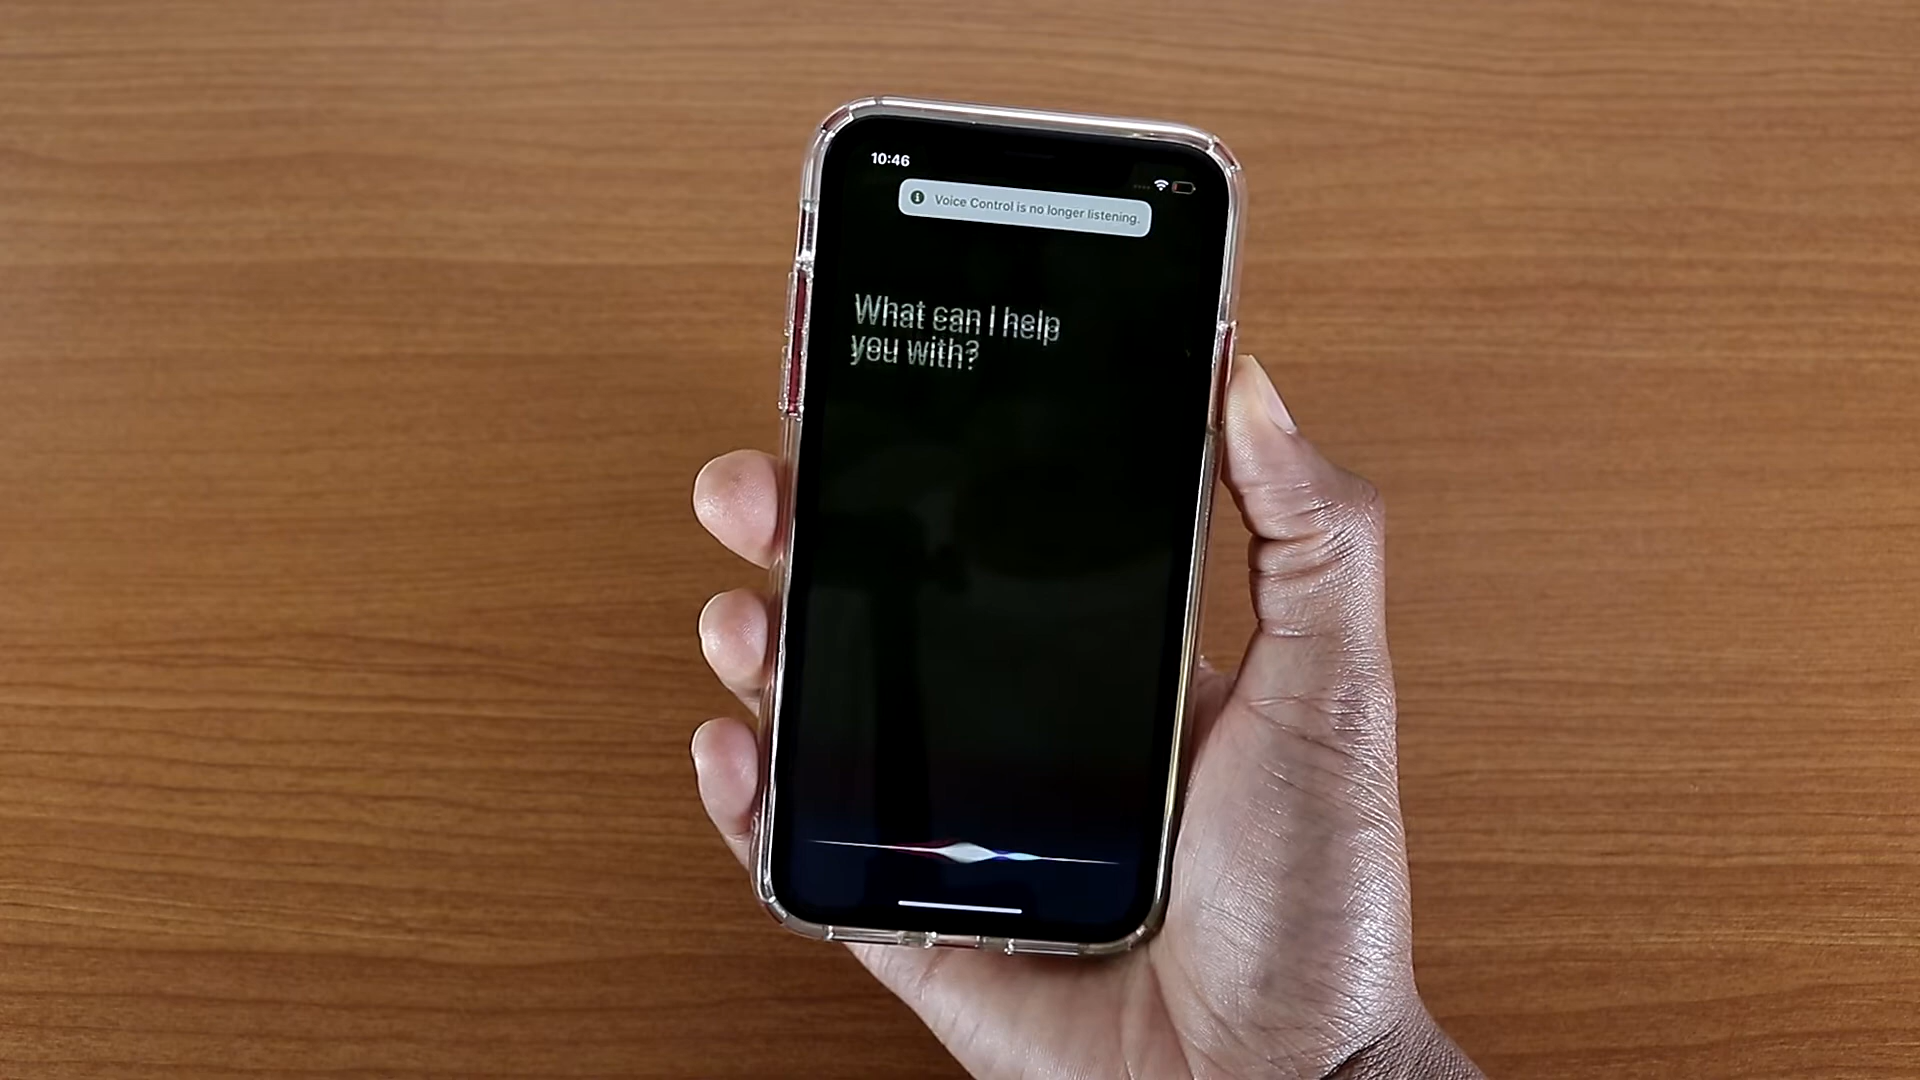 10:46
Voice Control is no longer listening.
What can I help
you with?